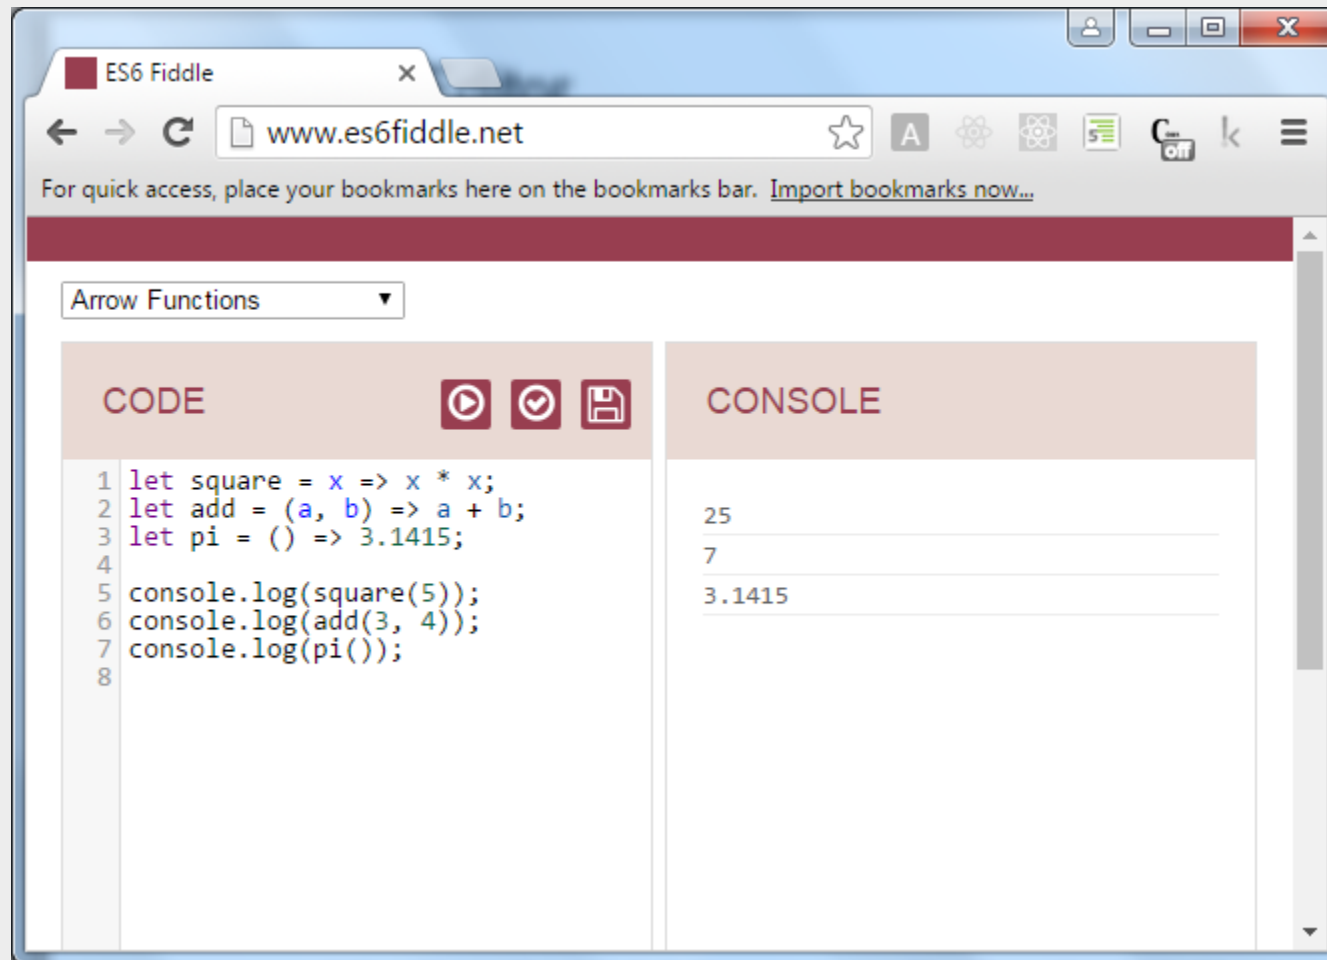 ES6 Fiddle
www.es6fiddle.net
For quick access, place your bookmarks here on the bookmarks bar. Import bookmarks now...
Arrow Functions
CODE
1 let square = x => x * x;
2 let add = (a, b) => a + b;
3 let pi = () => 3.1415;
4
5 console.log(square(5));
6 console.log(add(3, 4));
7 console.log(pi());
8
CONSOLE
25
7
3.1415